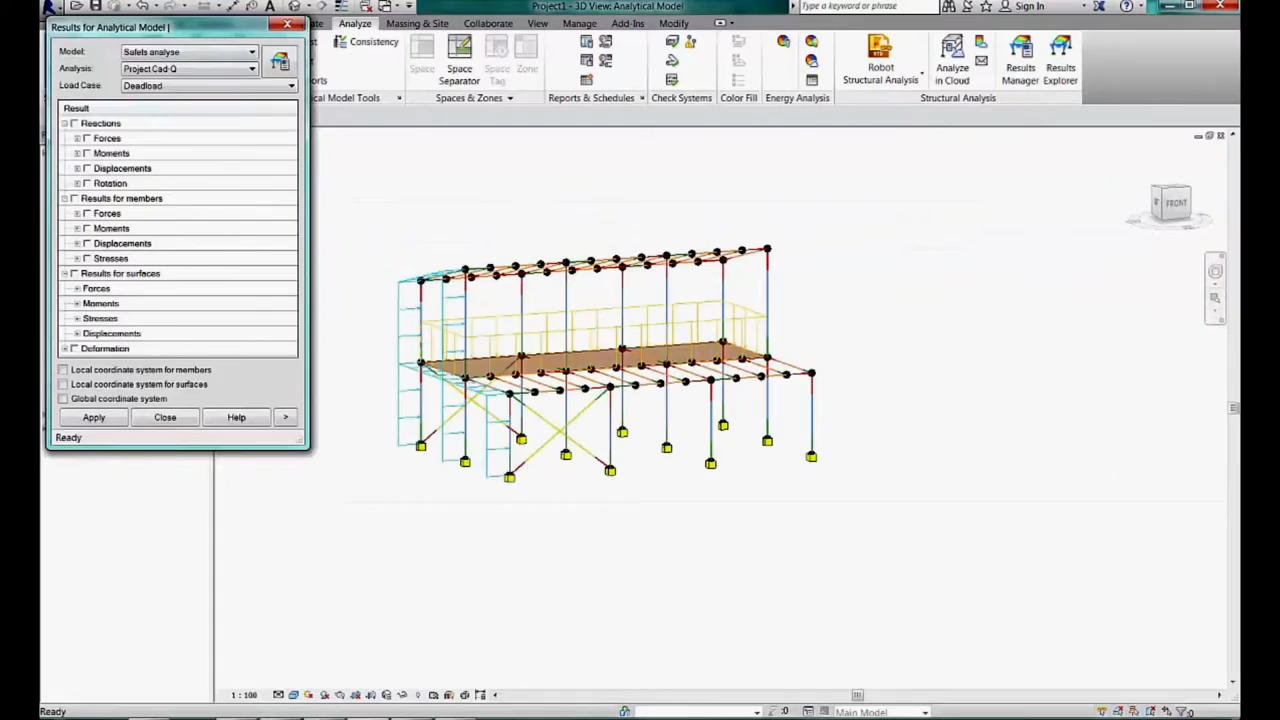 Project1 - 3D View: Analytical Model
Type a keyword or phrase
Sign In
Results for Analytical Model
Analyze
Massing & Site
Collaborate
View
Manage
Add-Ins
Modify
Model:
Safets analyse
Analysis:
Project Cad-Q
Load Case:
Deadload
Consistency
Space
Space
Separator
Space
Tag
Zone
Robot
Structural Analysis
Analyze
in Cloud
Results
Manager
Results
Explorer
Model Tools
Spaces & Zones
Reports & Schedules
Check Systems
Color Fill
Energy Analysis
Structural Analysis
Result
Reactions
Forces
Moments
Displacements
Rotation
Results for members
Forces
Moments
Displacements
Stresses
Results for surfaces
Forces
Moments
Stresses
Displacements
Deformation
Local coordinate system for members
Local coordinate system for surfaces
Global coordinate system
Apply
Close
Help
>
Ready
FRONT
1 : 100
Ready
:0
Main Model
:0